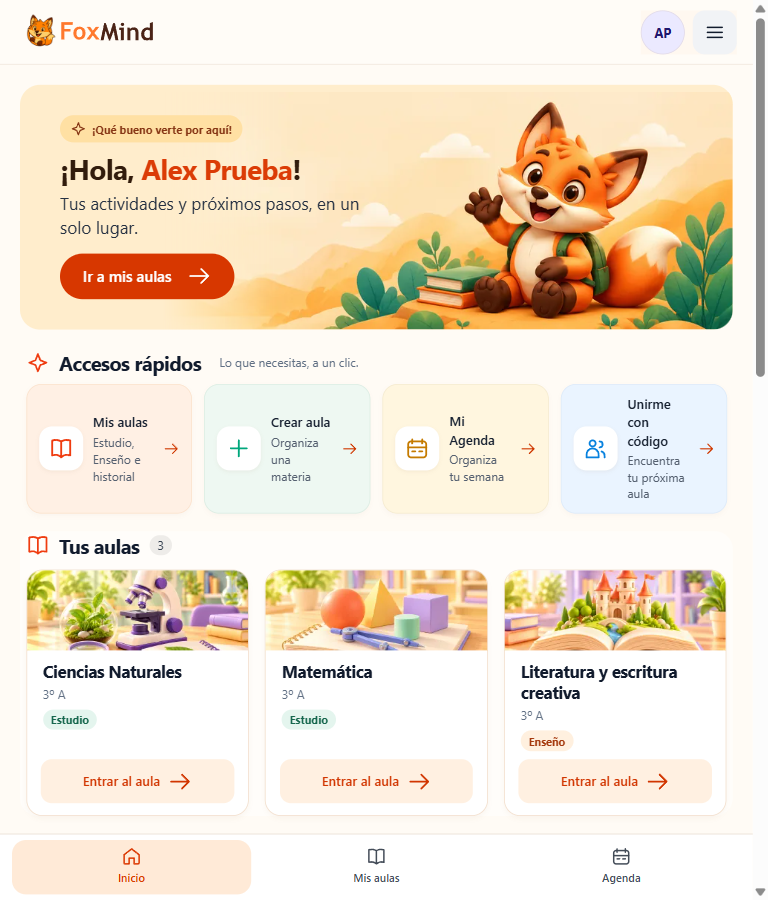 FoxMind
AP
¡Qué bueno verte por aquí!
¡Hola, Alex Prueba!
Tus actividades y próximos pasos, en un
solo lugar.
Ir a mis aulas
Accesos rápidos
Lo que necesitas, a un clic.
Mis aulas
Estudio,
Enseño e
historial
Crear aula
Organiza
una
materia
Mi
Agenda
Organiza
tu semana
Unirme
con
código
Encuentra
tu próxima
aula
Tus aulas
3
Ciencias Naturales
3º A
Estudio
Entrar al aula
Matemática
3º A
Estudio
Entrar al aula
Literatura y escritura
creativa
3º A
Enseño
Entrar al aula
Inicio
Mis aulas
Agenda